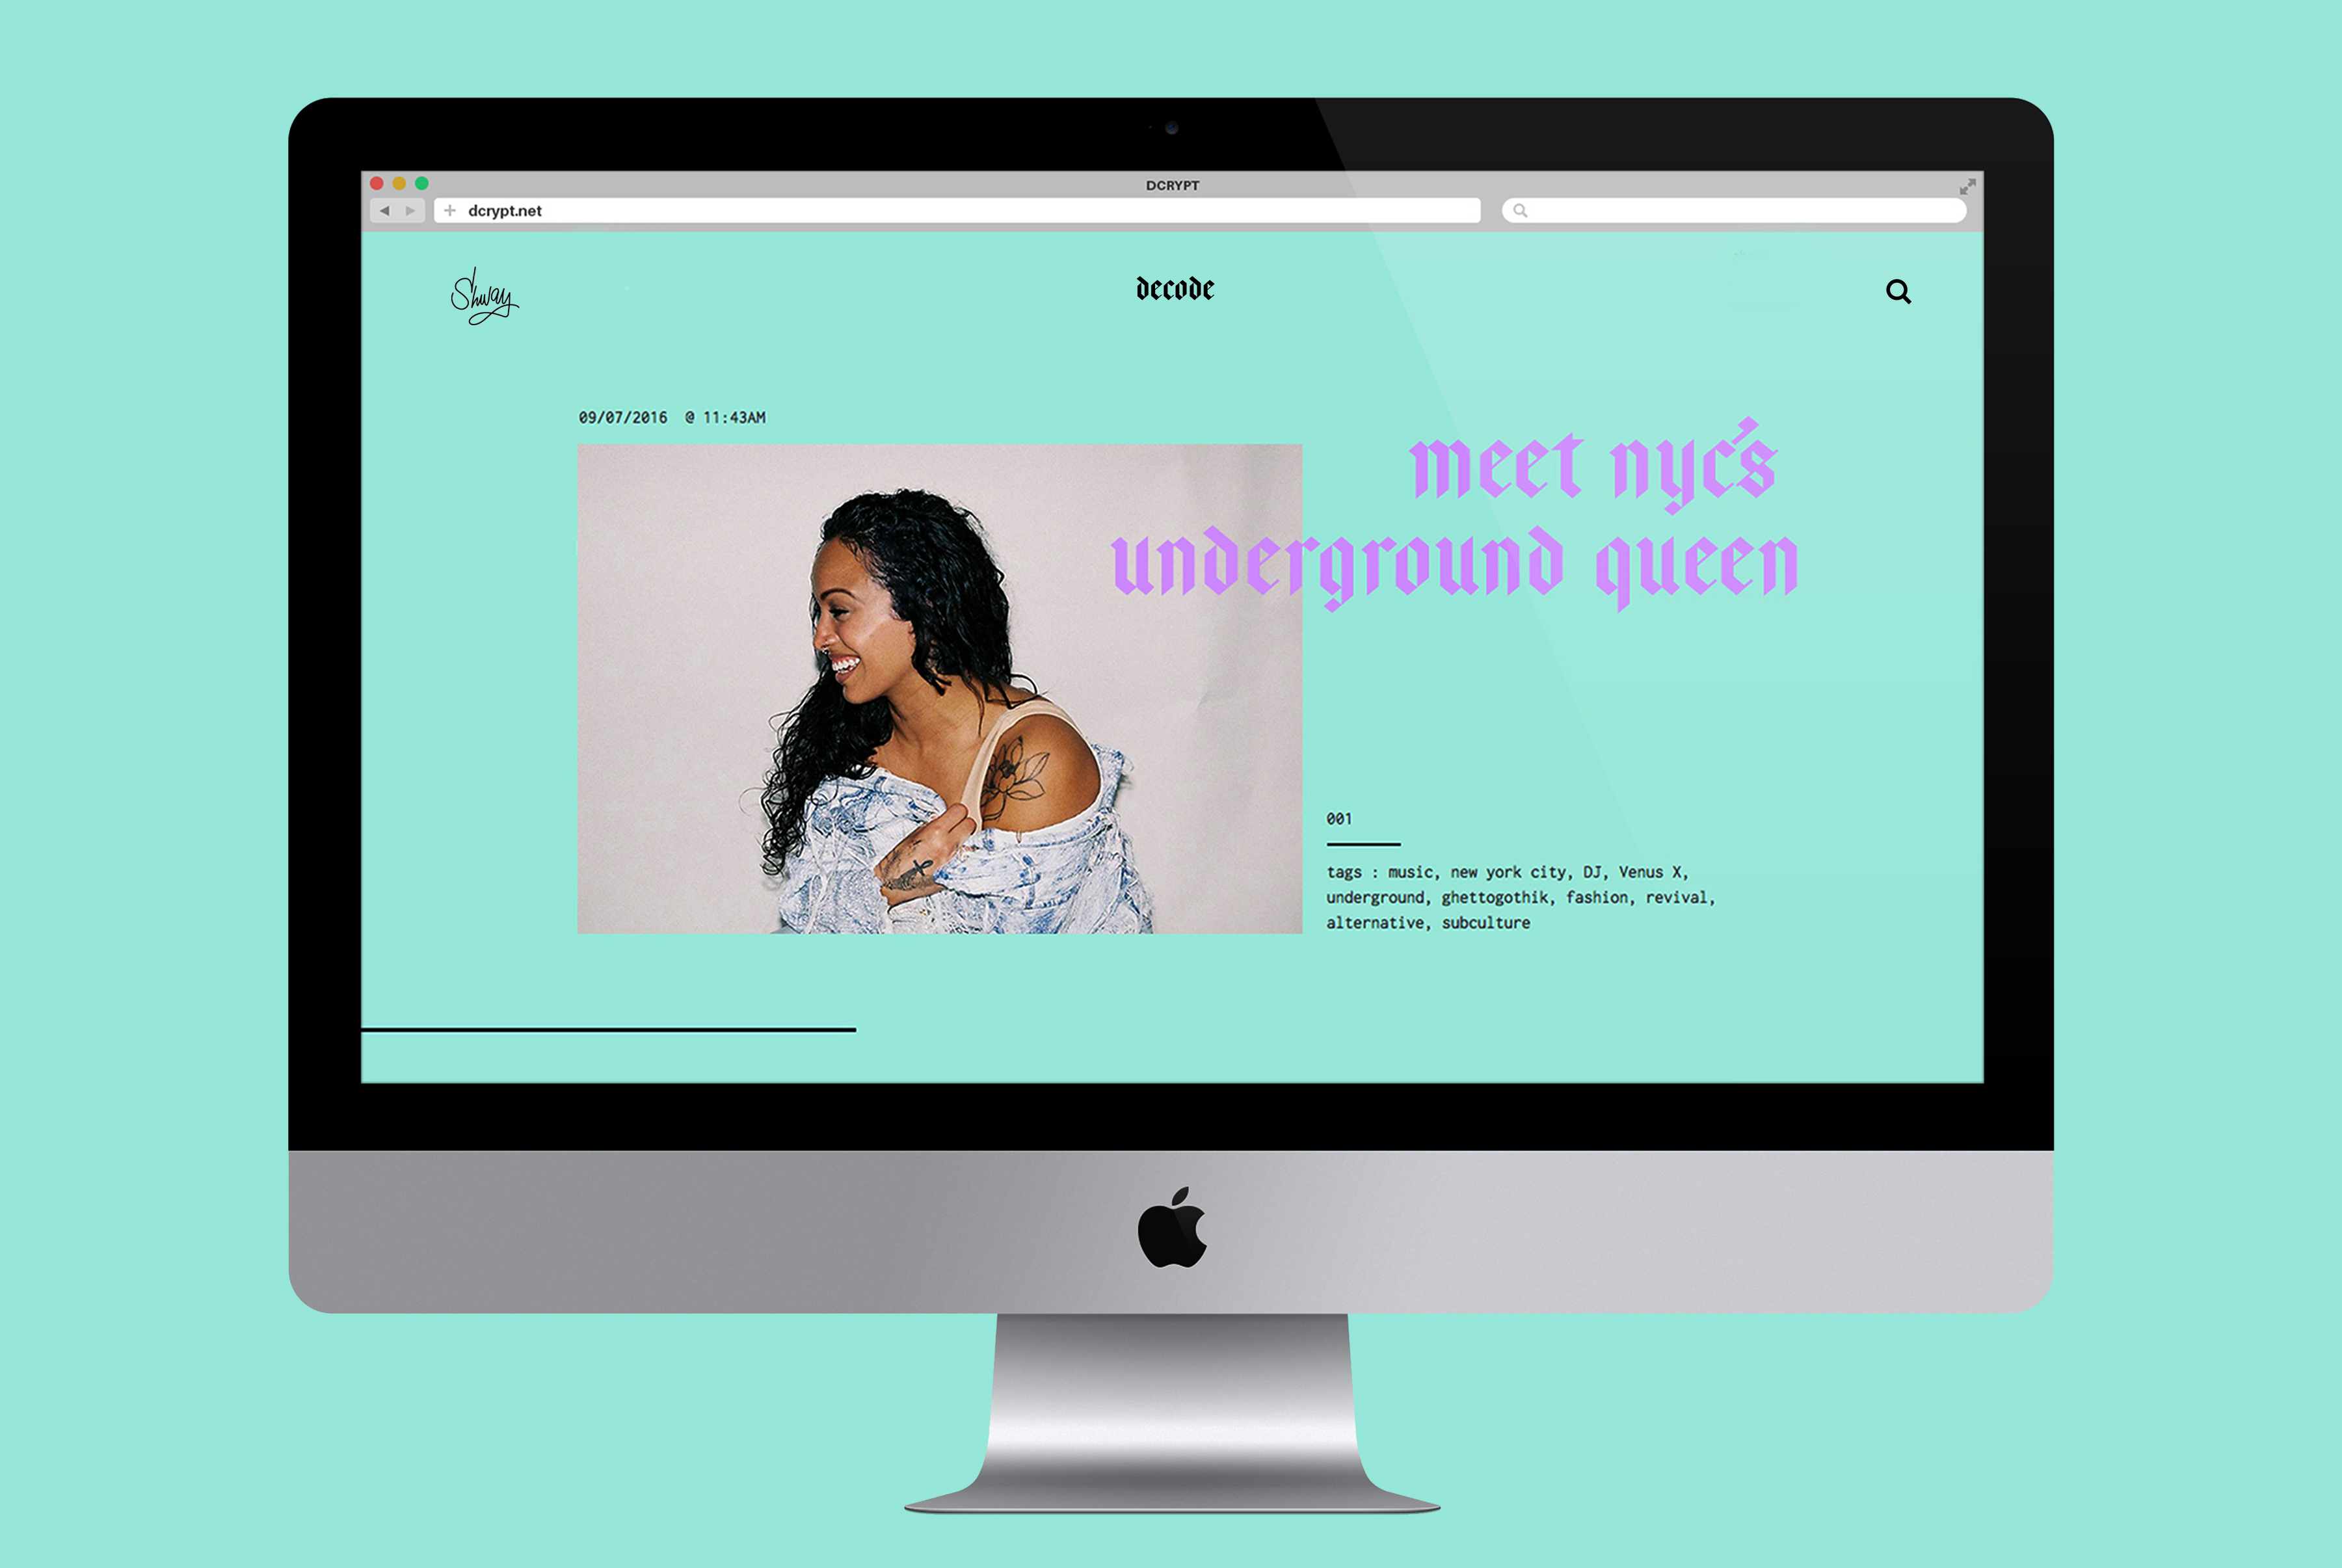 DCRYPT
dcrypt.net
Shway
decode
09/07/2016 @ 11:43AM
meet nyc's
underground queen
001
tags : music, new york city, DJ, Venus X,
underground, ghettogothik, fashion, revival,
alternative, subculture